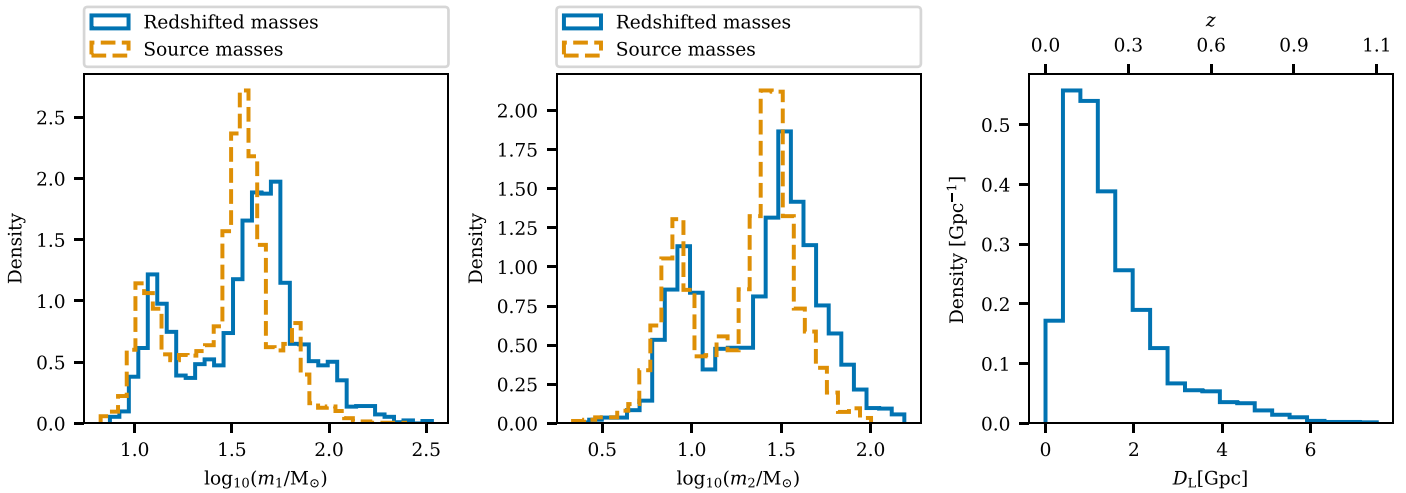 Redshifted masses
Source masses
2.5
2.0
1.5
1.0
0.5
0.0
Density
1.0 1.5 2.0 2.5
log₁₀(m₁/M⊙)
Redshifted masses
Source masses
2.00
1.75
1.50
1.25
1.00
0.75
0.50
0.25
0.00
Density
0.5 1.0 1.5 2.0
log₁₀(m₂/M⊙)
z
0.0 0.3 0.6 0.9 1.1
0.5
0.4
0.3
0.2
0.1
0.0
Density [Gpc⁻¹]
0 2 4 6
D_L[Gpc]